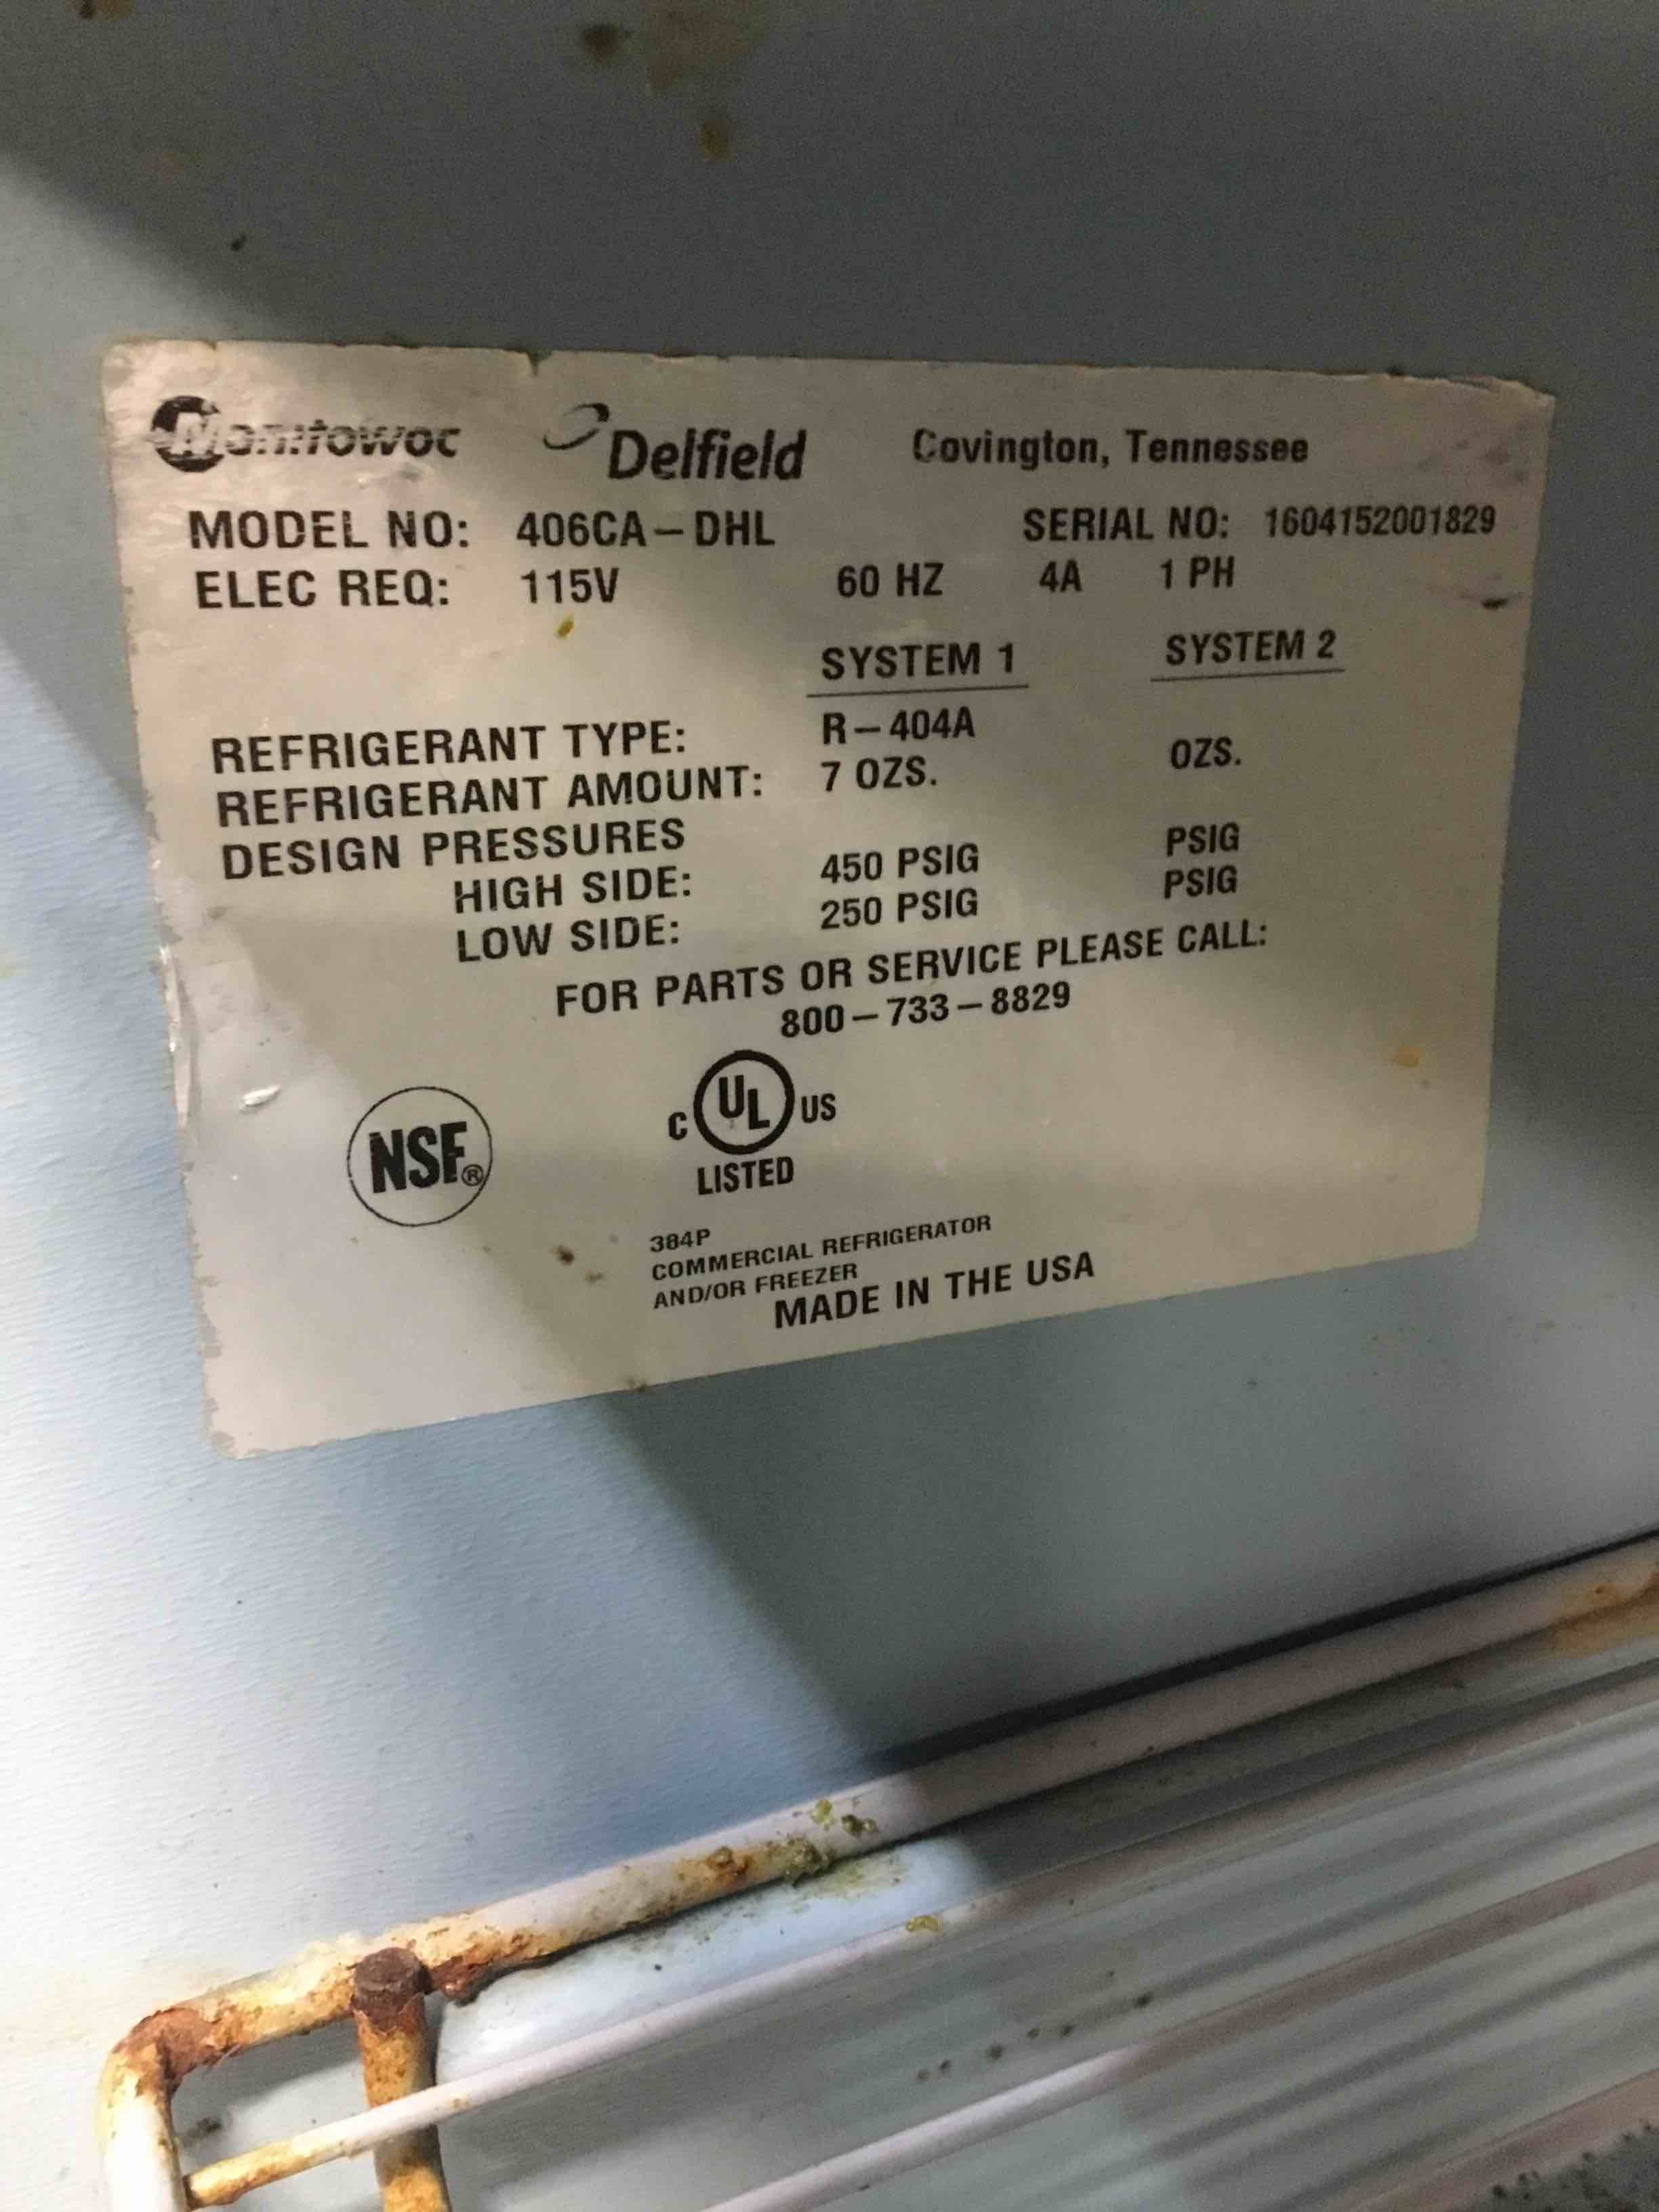 Manitowoc Delfield Covington, Tennessee
MODEL NO: 406CA-DHL SERIAL NO: 1604152001829
ELEC REQ: 115V 60 HZ 4A 1 PH
SYSTEM 1 SYSTEM 2
REFRIGERANT TYPE: R-404A
REFRIGERANT AMOUNT: 7 OZS. OZS.
DESIGN PRESSURES
HIGH SIDE: 450 PSIG PSIG
LOW SIDE: 250 PSIG PSIG
FOR PARTS OR SERVICE PLEASE CALL:
800-733-8829
NSF®
C UL US
LISTED
384P
COMMERCIAL REFRIGERATOR
AND/OR FREEZER
MADE IN THE USA